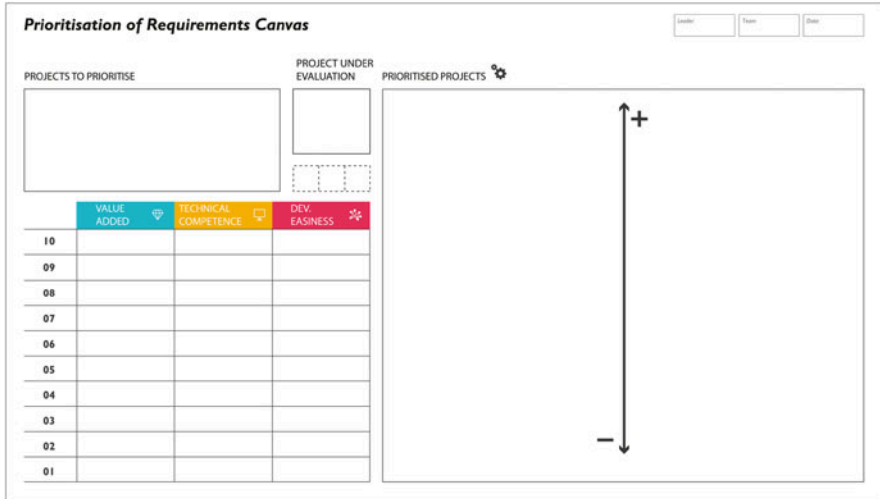 Prioritisation of Requirements Canvas
Leader
Team
Date
PROJECTS TO PRIORITISE
PROJECT UNDER
EVALUATION
PRIORITISED PROJECTS
+
VALUE
ADDED
TECHNICAL
COMPETENCE
DEV.
EASINESS
10
09
08
07
06
05
04
03
02
01
−